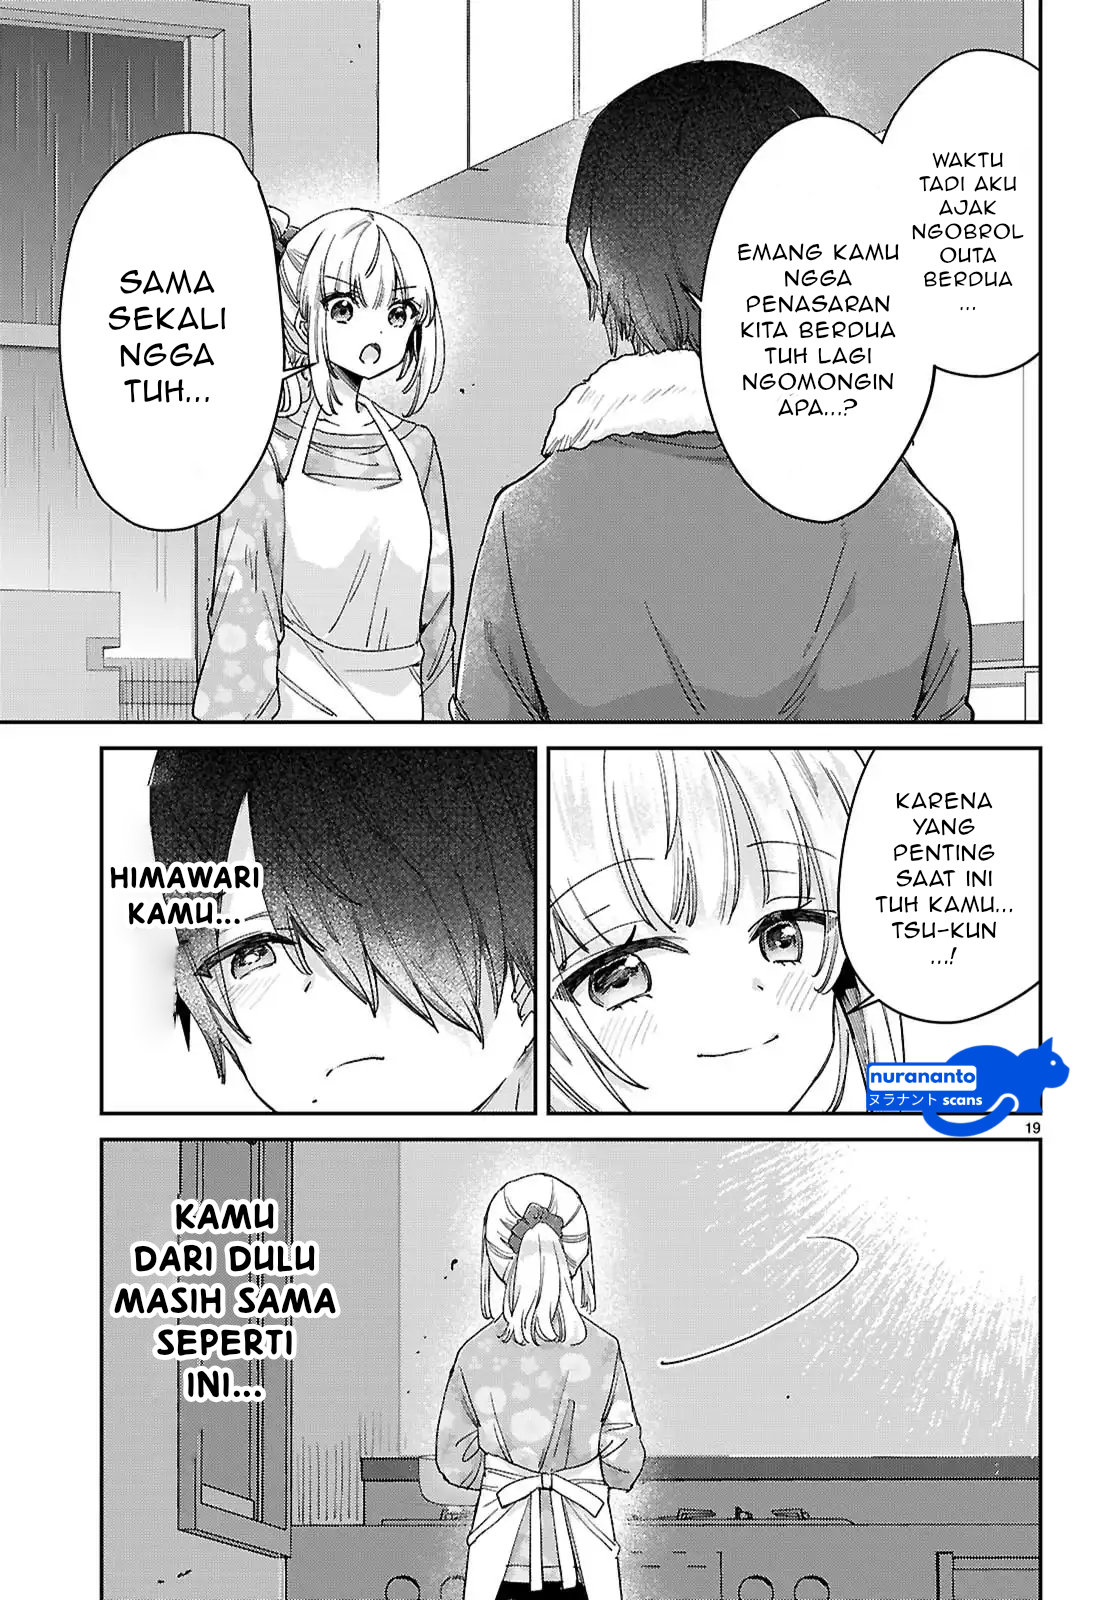 WAKTU
TADI AKU
AJAK
NGOBROL
OUTA
BERDUA
...
EMANG KAMU
NGGA
PENASARAN
KITA BERDUA
TUH LAGI
NGOMONGIN
APA...?
SAMA
SEKALI
NGGA
TUH...
KARENA
YANG
PENTING
SAAT INI
TUH KAMU...
TSU-KUN
...!
HIMAWARI
KAMU...
nurananto
ヌラナント scans
19
KAMU
DARI DULU
MASIH SAMA
SEPERTI
INI...